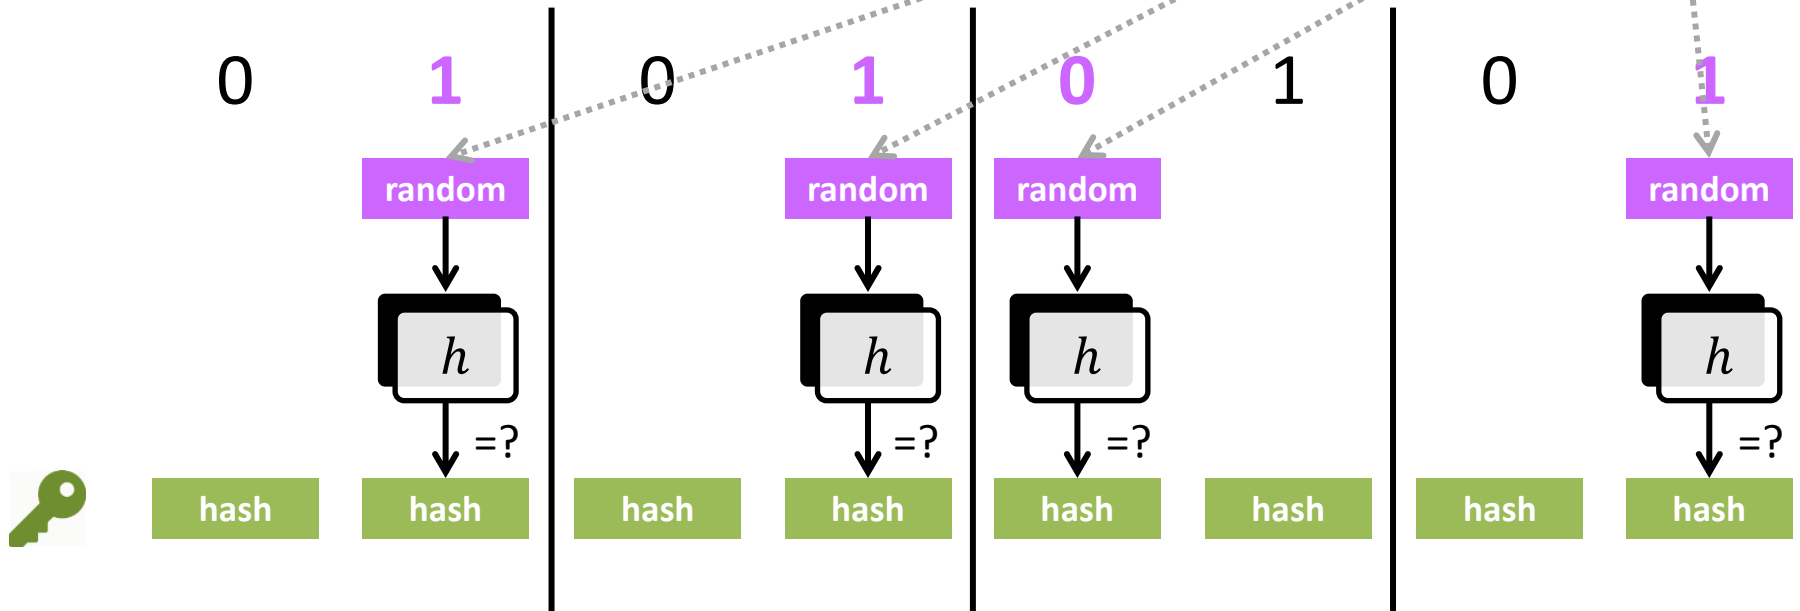 0 1 0 1 0 1 0 1
random random random random
h h h h
=? =? =? =?
hash hash hash hash hash hash hash hash